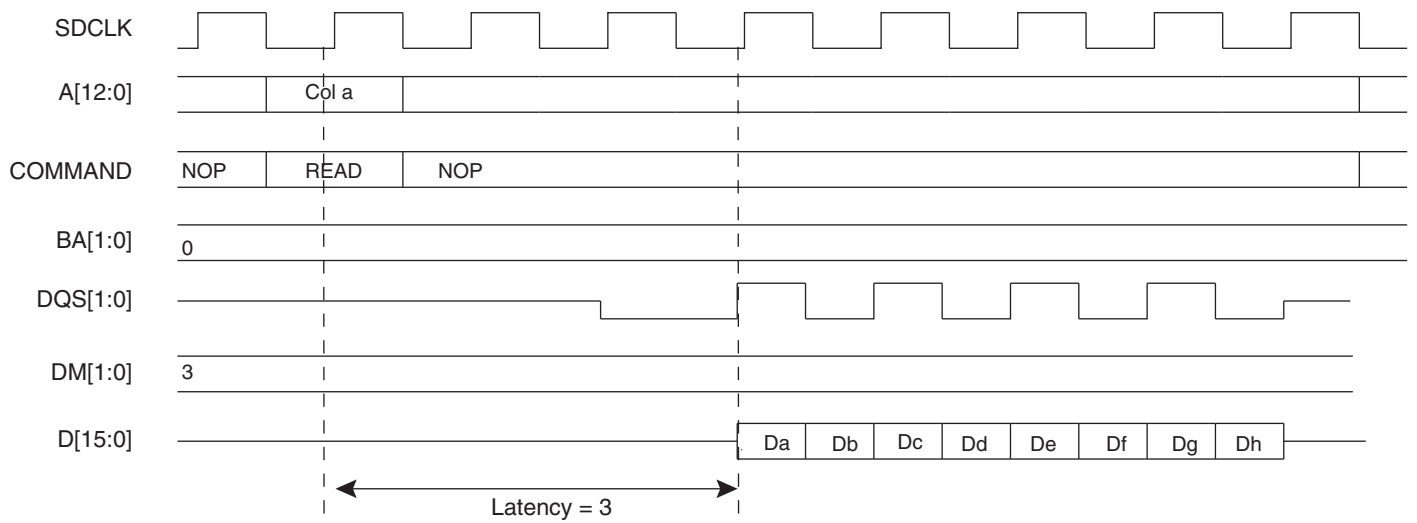 SDCLK
A[12:0] Col a
COMMAND NOP READ NOP
BA[1:0] 0
DQS[1:0]
DM[1:0] 3
D[15:0] Da Db Dc Dd De Df Dg Dh
Latency = 3